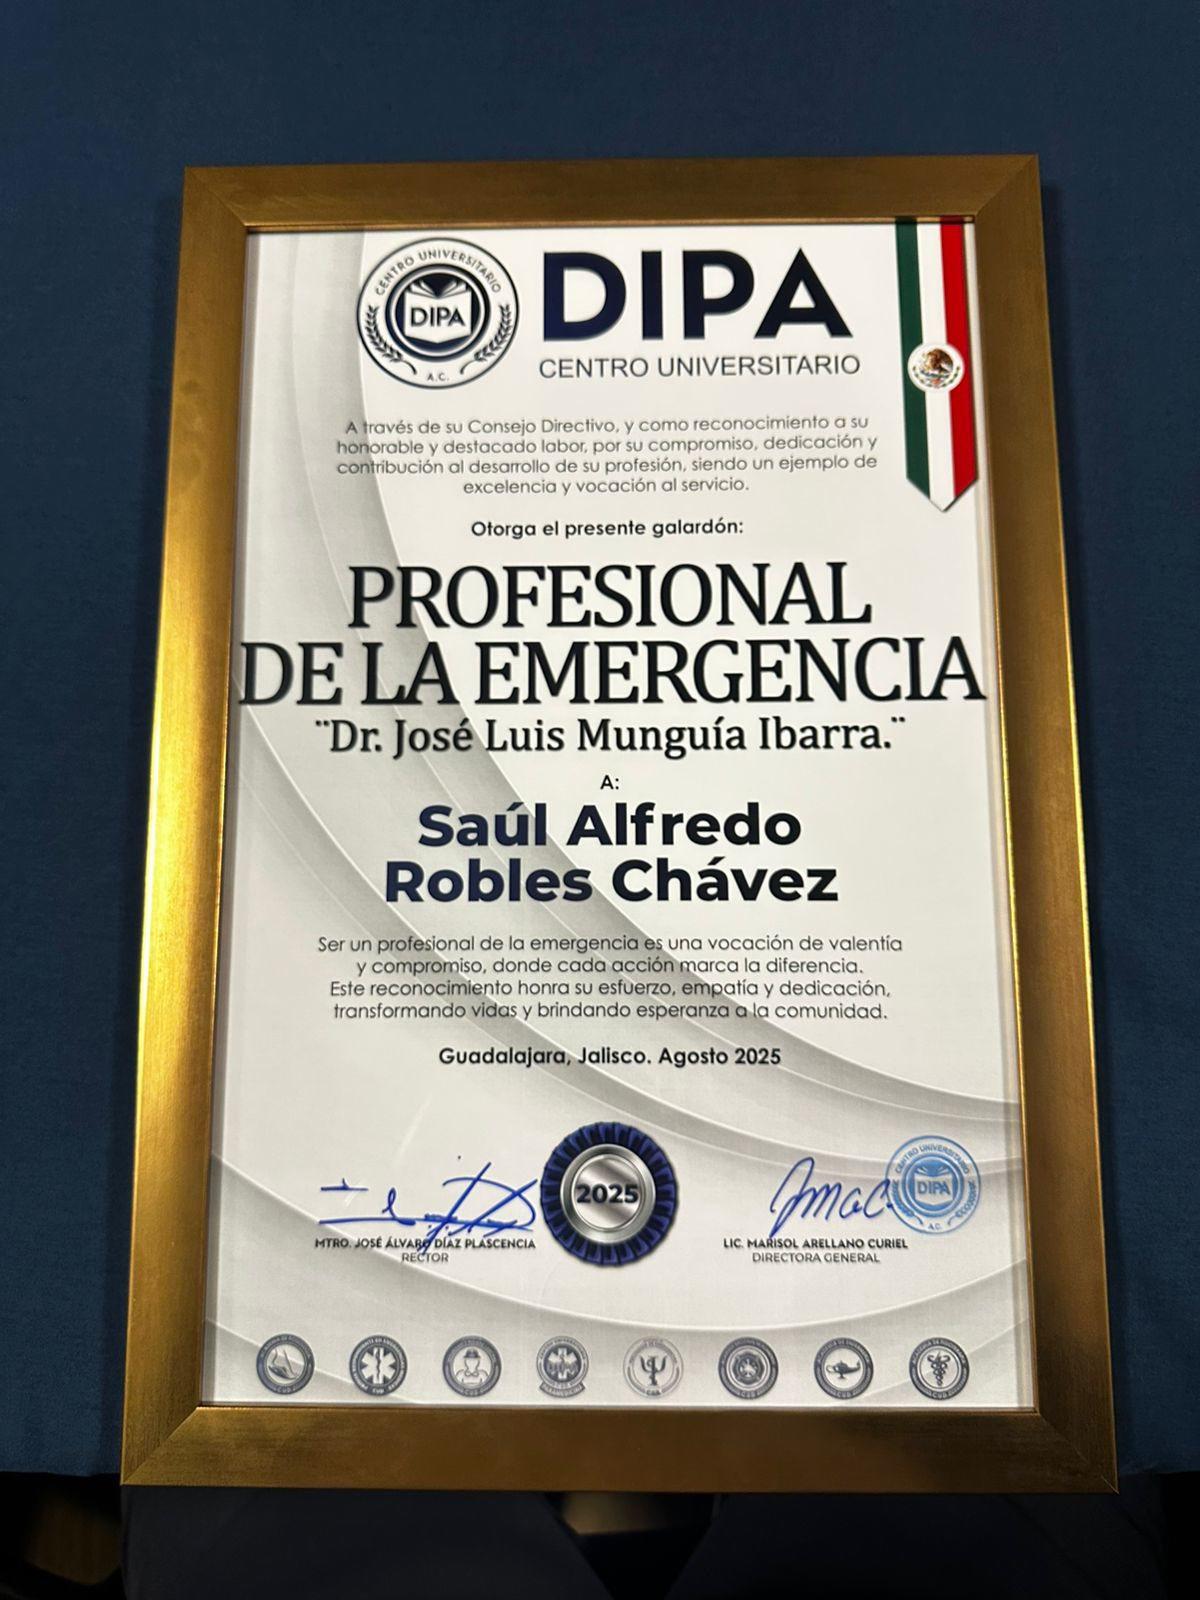 CENTRO UNIVERSITARIO
DIPA
A.C.
DIPA
CENTRO UNIVERSITARIO
A través de su Consejo Directivo, y como reconocimiento a su
honorable y destacado labor, por su compromiso, dedicación y
contribución al desarrollo de su profesión, siendo un ejemplo de
excelencia y vocación al servicio.
Otorga el presente galardón:
PROFESIONAL
DE LA EMERGENCIA
¨Dr. José Luis Munguía Ibarra.¨
A:
Saúl Alfredo
Robles Chávez
Ser un profesional de la emergencia es una vocación de valentía
y compromiso, donde cada acción marca la diferencia.
Este reconocimiento honra su esfuerzo, empatía y dedicación,
transformando vidas y brindando esperanza a la comunidad.
Guadalajara, Jalisco. Agosto 2025
2025
MTRO. JOSÉ ÁLVARO DÍAZ PLASCENCIA
RECTOR
LIC. MARISOL ARELLANO CURIEL
DIRECTORA GENERAL
CENTRO UNIVERSITARIO
DIPA
A.C.